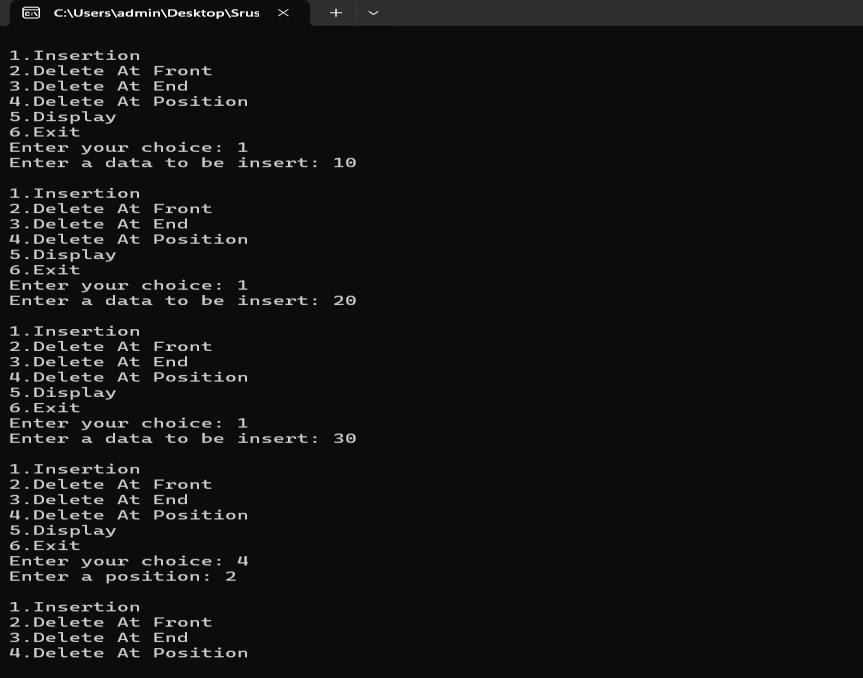 C:\Users\admin\Desktop\Srus
1.Insertion
2.Delete At Front
3.Delete At End
4.Delete At Position
5.Display
6.Exit
Enter your choice: 1
Enter a data to be insert: 10
1.Insertion
2.Delete At Front
3.Delete At End
4.Delete At Position
5.Display
6.Exit
Enter your choice: 1
Enter a data to be insert: 20
1.Insertion
2.Delete At Front
3.Delete At End
4.Delete At Position
5.Display
6.Exit
Enter your choice: 1
Enter a data to be insert: 30
1.Insertion
2.Delete At Front
3.Delete At End
4.Delete At Position
5.Display
6.Exit
Enter your choice: 4
Enter a position: 2
1.Insertion
2.Delete At Front
3.Delete At End
4.Delete At Position